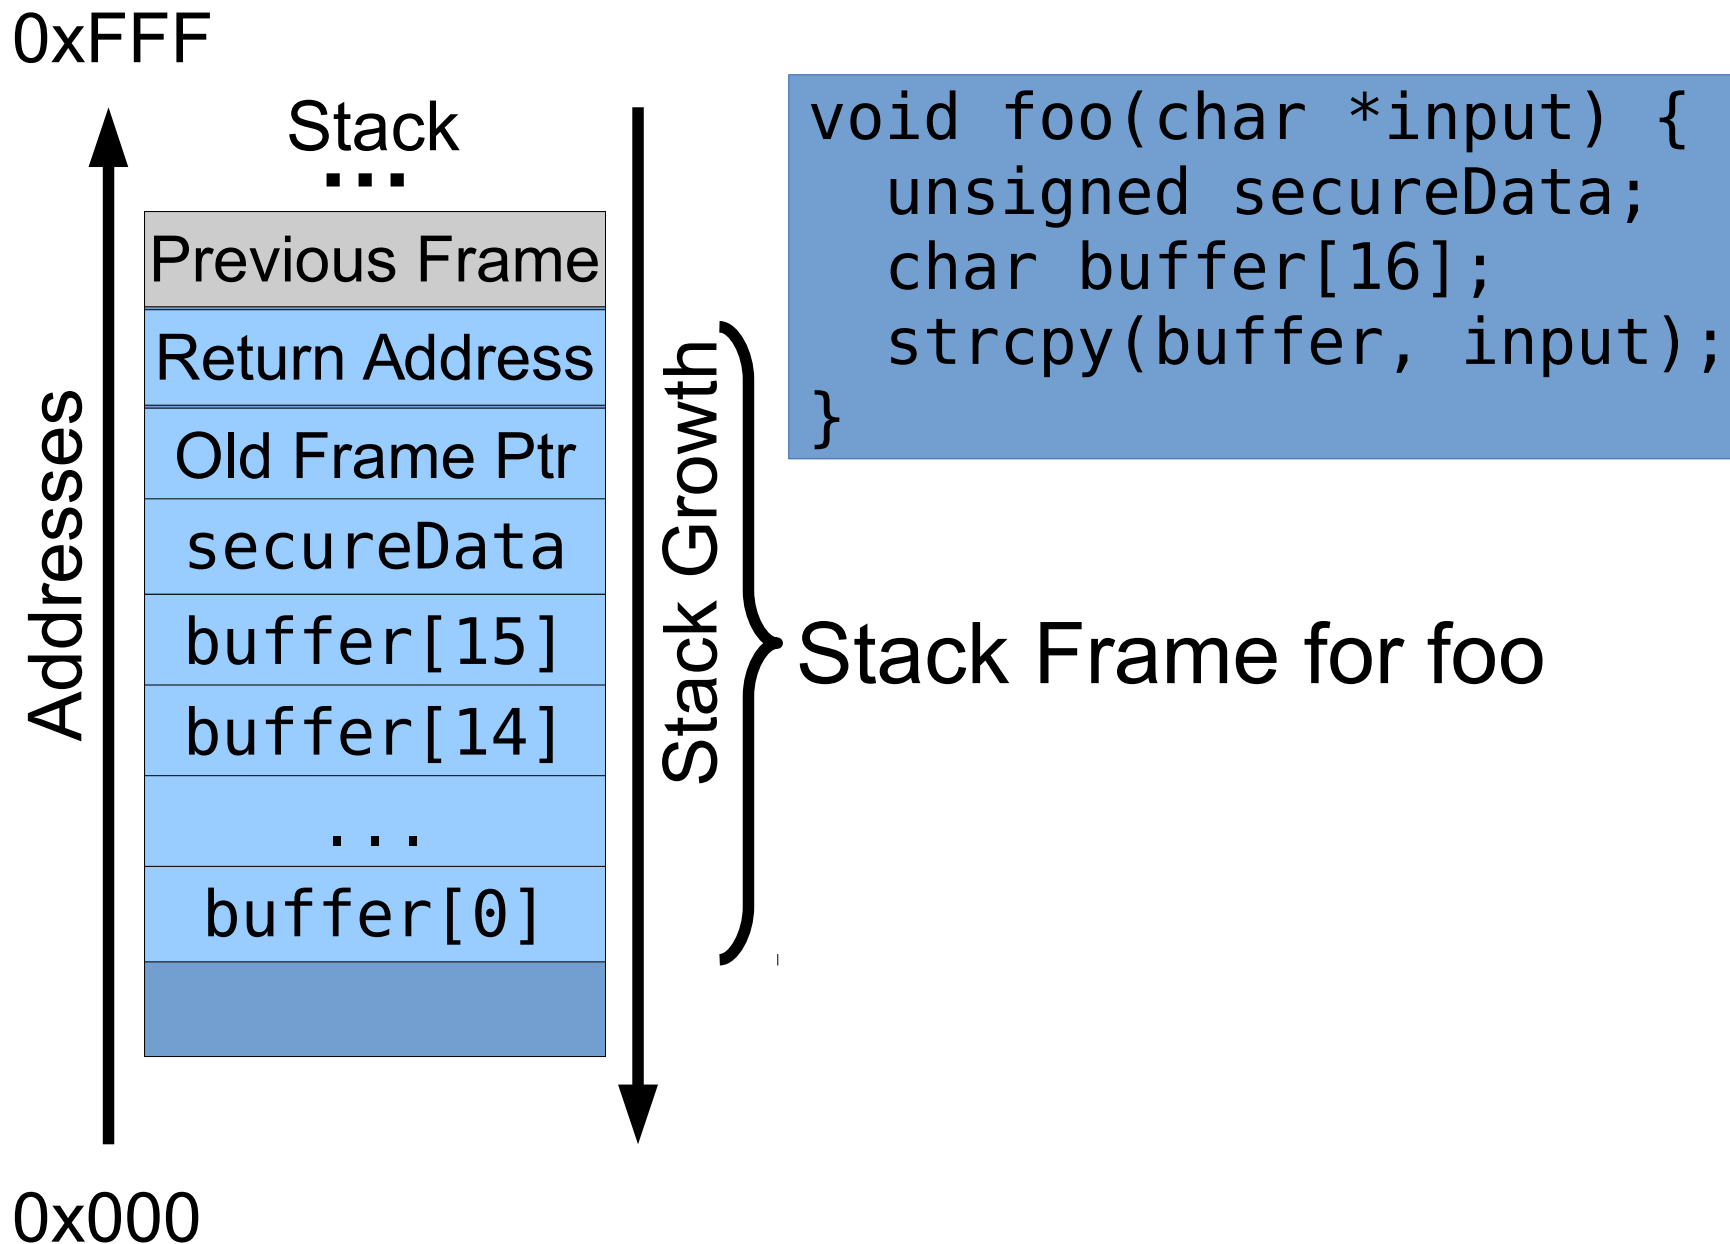 0xFFF
Stack
...
Previous Frame
Return Address
Old Frame Ptr
secureData
buffer[15]
buffer[14]
...
buffer[0]
Addresses
Stack Growth
0x000
void foo(char *input) {
  unsigned secureData;
  char buffer[16];
  strcpy(buffer, input);
}
Stack Frame for foo